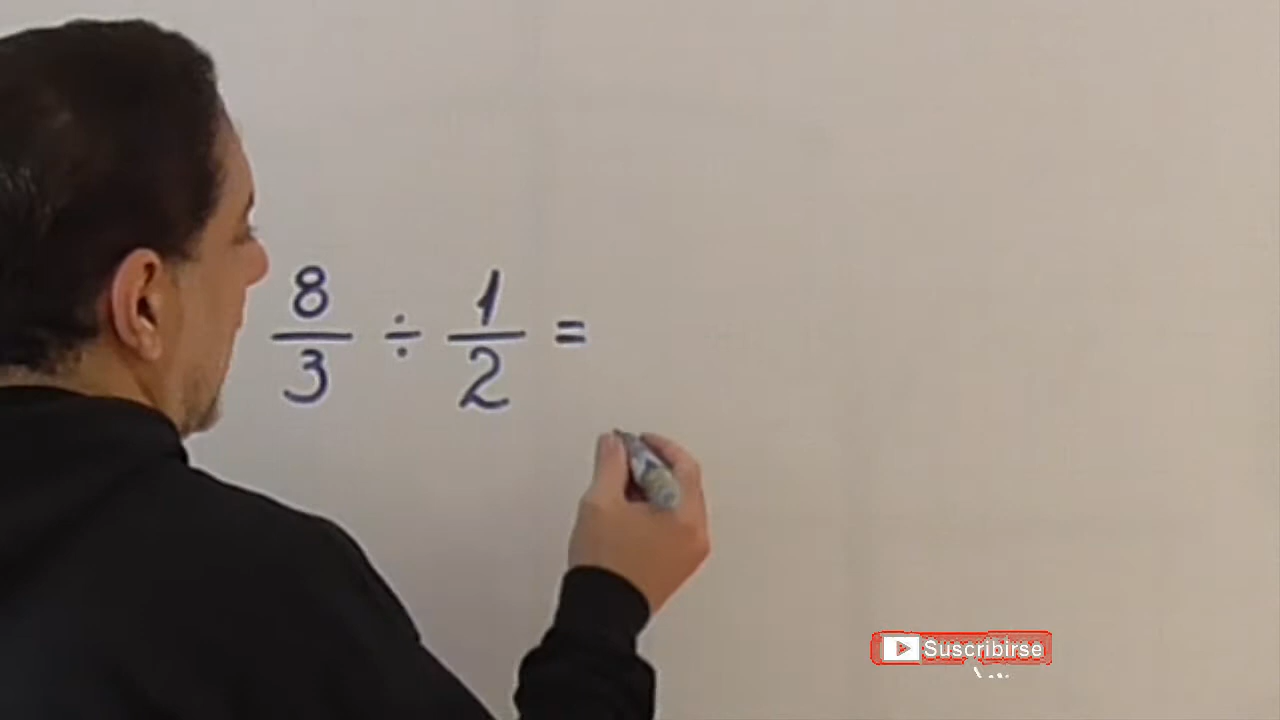 8/3 ÷ 1/2 =
Suscribirse